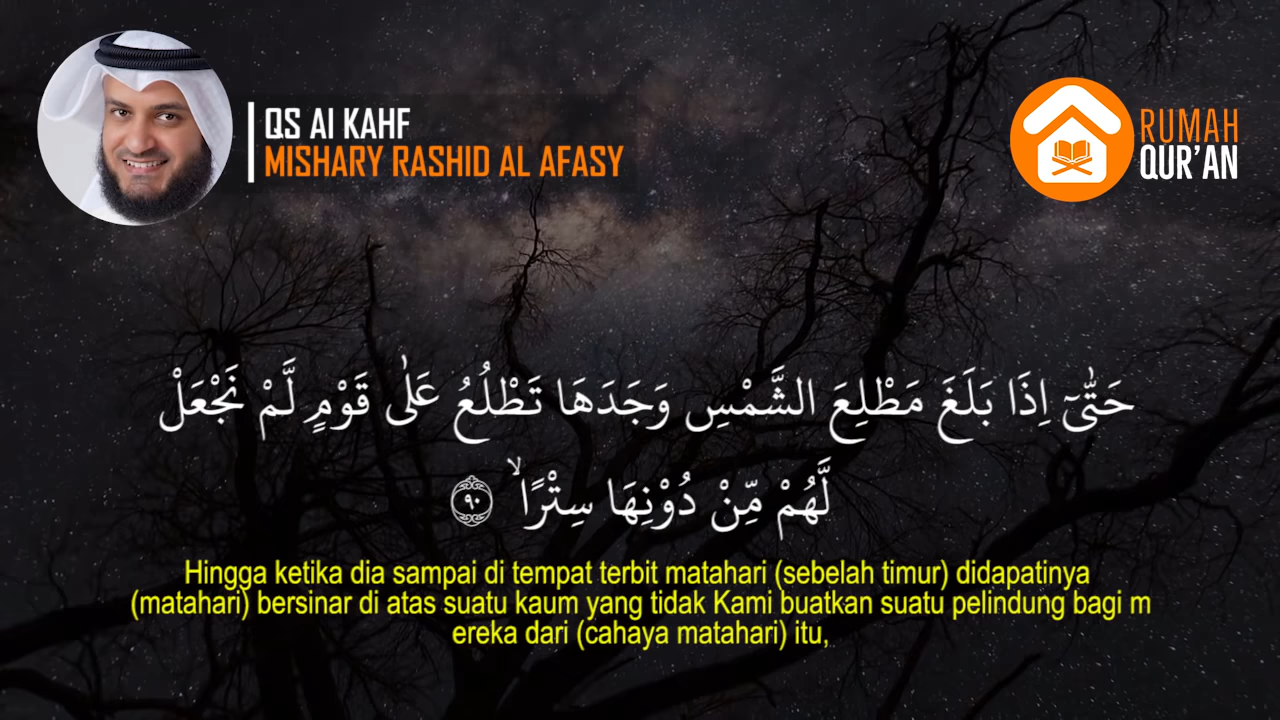 QS Al KAHF
MISHARY RASHID AL AFASY
RUMAH
QUR'AN
حَتّٰىٓ اِذَا بَلَغَ مَطْلِعَ الشَّمْسِ وَجَدَهَا تَطْلُعُ عَلٰى قَوْمٍ لَّمْ نَجْعَلْ
لَّهُمْ مِّنْ دُوْنِهَا سِتْرًاۙ ٩٠
Hingga ketika dia sampai di tempat terbit matahari (sebelah timur) didapatinya
(matahari) bersinar di atas suatu kaum yang tidak Kami buatkan suatu pelindung bagi m
ereka dari (cahaya matahari) itu,